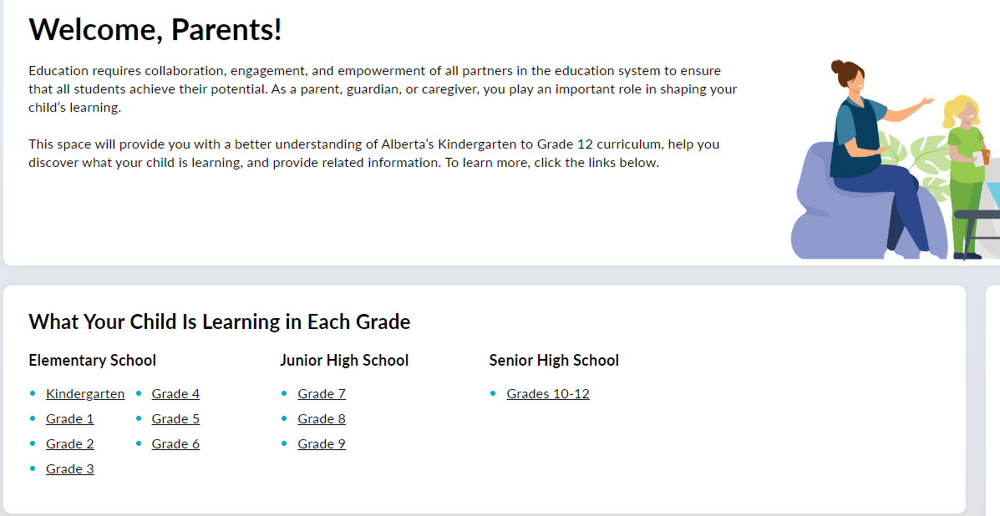 Welcome, Parents!
Education requires collaboration, engagement, and empowerment of all partners in the education system to ensure
that all students achieve their potential. As a parent, guardian, or caregiver, you play an important role in shaping your
child’s learning.
This space will provide you with a better understanding of Alberta’s Kindergarten to Grade 12 curriculum, help you
discover what your child is learning, and provide related information. To learn more, click the links below.
What Your Child Is Learning in Each Grade
Elementary School
Kindergarten
Grade 1
Grade 2
Grade 3
Grade 4
Grade 5
Grade 6
Junior High School
Grade 7
Grade 8
Grade 9
Senior High School
Grades 10-12